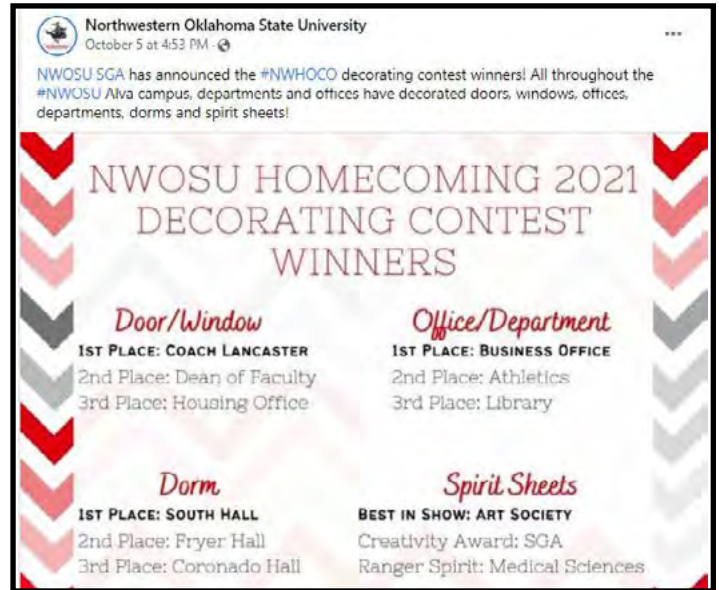 Northwestern Oklahoma State University
October 5 at 4:53 PM ·
NWOSU SGA has announced the #NWHOCO decorating contest winners! All throughout the
#NWOSU Alva campus, departments and offices have decorated doors, windows, offices,
departments, dorms and spirit sheets!
NWOSU HOMECOMING 2021
DECORATING CONTEST
WINNERS
Door/Window
1ST PLACE: COACH LANCASTER
2nd Place: Dean of Faculty
3rd Place: Housing Office
Office/Department
1ST PLACE: BUSINESS OFFICE
2nd Place: Athletics
3rd Place: Library
Dorm
1ST PLACE: SOUTH HALL
2nd Place: Fryer Hall
3rd Place: Coronado Hall
Spirit Sheets
BEST IN SHOW: ART SOCIETY
Creativity Award: SGA
Ranger Spirit: Medical Sciences